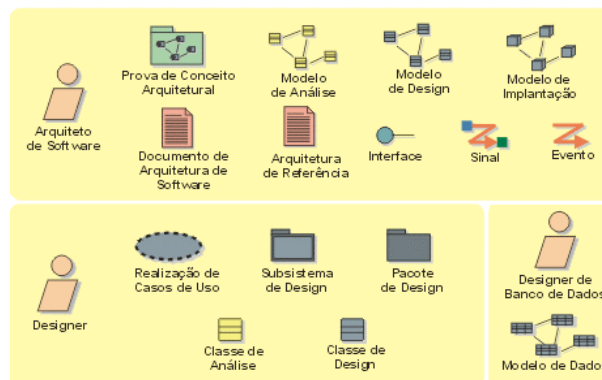 Prova de Conceito
Arquitetural
Modelo
de Análise
Modelo
de Design
Modelo de
Implantação
Arquiteto
de Software
Documento de
Arquitetura de
Software
Arquitetura
de Referência
Interface
Sinal
Evento
Designer
Realização de
Casos de Uso
Subsistema
de Design
Pacote
de Design
Classe de
Análise
Classe de
Design
Designer de
Banco de Dados
Modelo de Dado